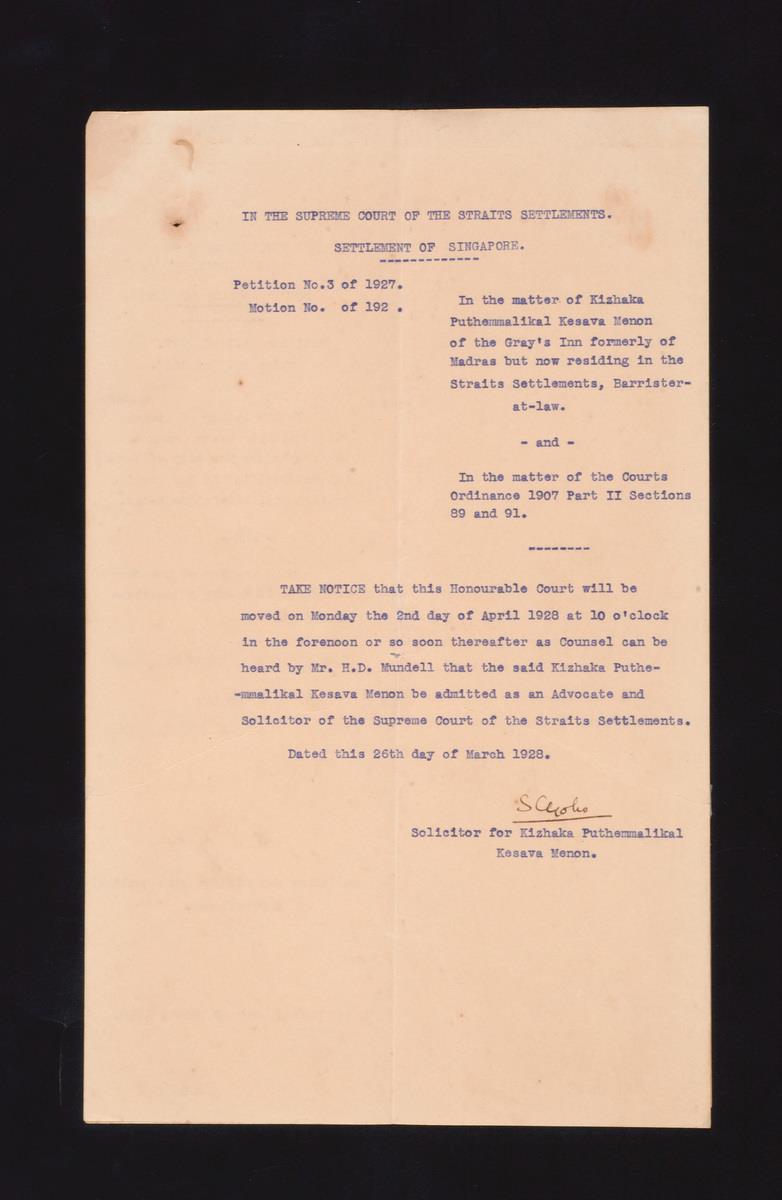 IN THE SUPREME COURT OF THE STRAITS SETTLEMENTS.
SETTLEMENT OF SINGAPORE.
Petition No.3 of 1927.
Motion No. of 192 .
In the matter of Kizhaka
Puthemmalikal Kesava Menon
of the Gray's Inn formerly of
Madras but now residing in the
Straits Settlements, Barrister-
at-law.
- and -
In the matter of the Courts
Ordinance 1907 Part II Sections
89 and 91.
TAKE NOTICE that this Honourable Court will be
moved on Monday the 2nd day of April 1928 at 10 o'clock
in the forenoon or so soon thereafter as Counsel can be
heard by Mr. H.D. Mundell that the said Kizhaka Puthe-
-mmalikal Kesava Menon be admitted as an Advocate and
Solicitor of the Supreme Court of the Straits Settlements.
Dated this 26th day of March 1928.
Solicitor for Kizhaka Puthemmalikal
Kesava Menon.